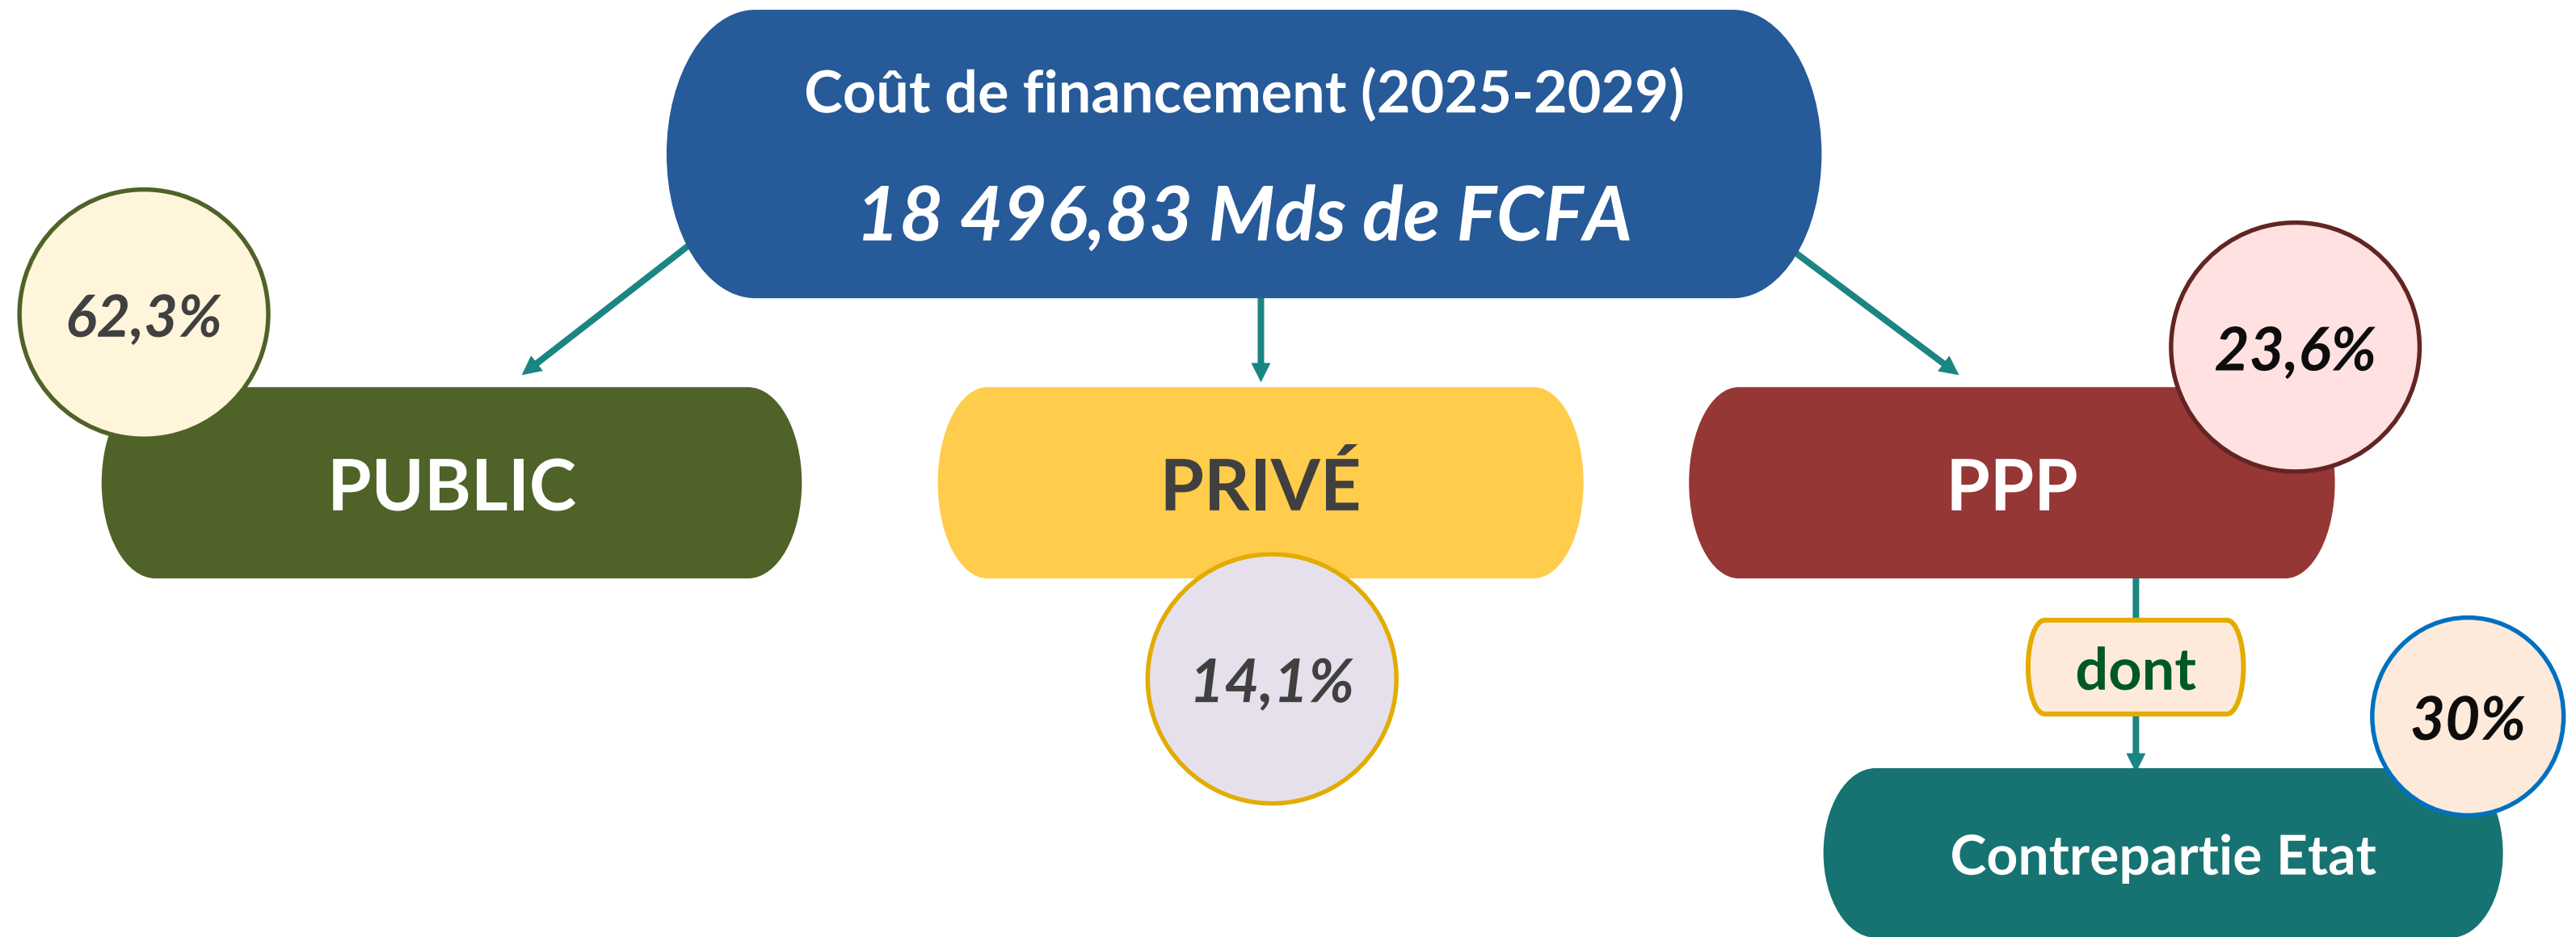 Coût de financement (2025-2029)
18 496,83 Mds de FCFA
62,3%
PUBLIC
PRIVÉ
14,1%
23,6%
PPP
dont
30%
Contrepartie Etat